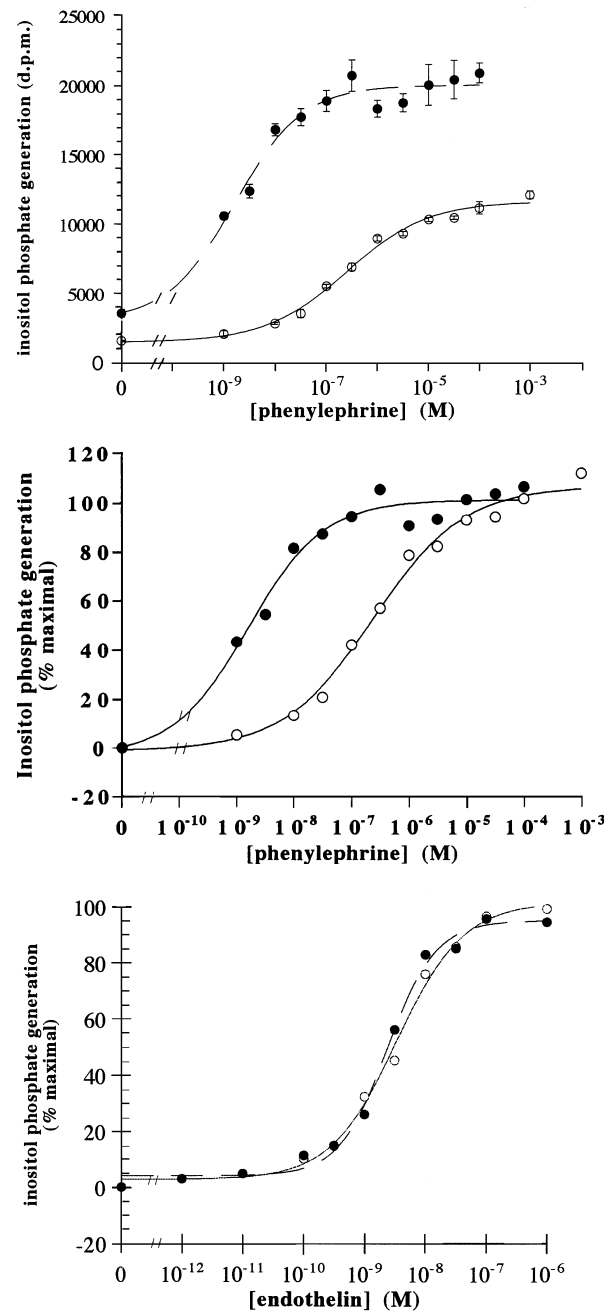 inositol phosphate generation (d.p.m.)
25000
20000
15000
10000
5000
0
0 10-9 10-7 10-5 10-3
[phenylephrine] (M)
Inositol phosphate generation
(% maximal)
120
100
80
60
40
20
0
-20
0 10-10 10-9 10-8 10-7 10-6 10-5 10-4 10-3
[phenylephrine] (M)
inositol phosphate generation
(% maximal)
100
80
60
40
20
0
-20
0 10-12 10-11 10-10 10-9 10-8 10-7 10-6
[endothelin] (M)